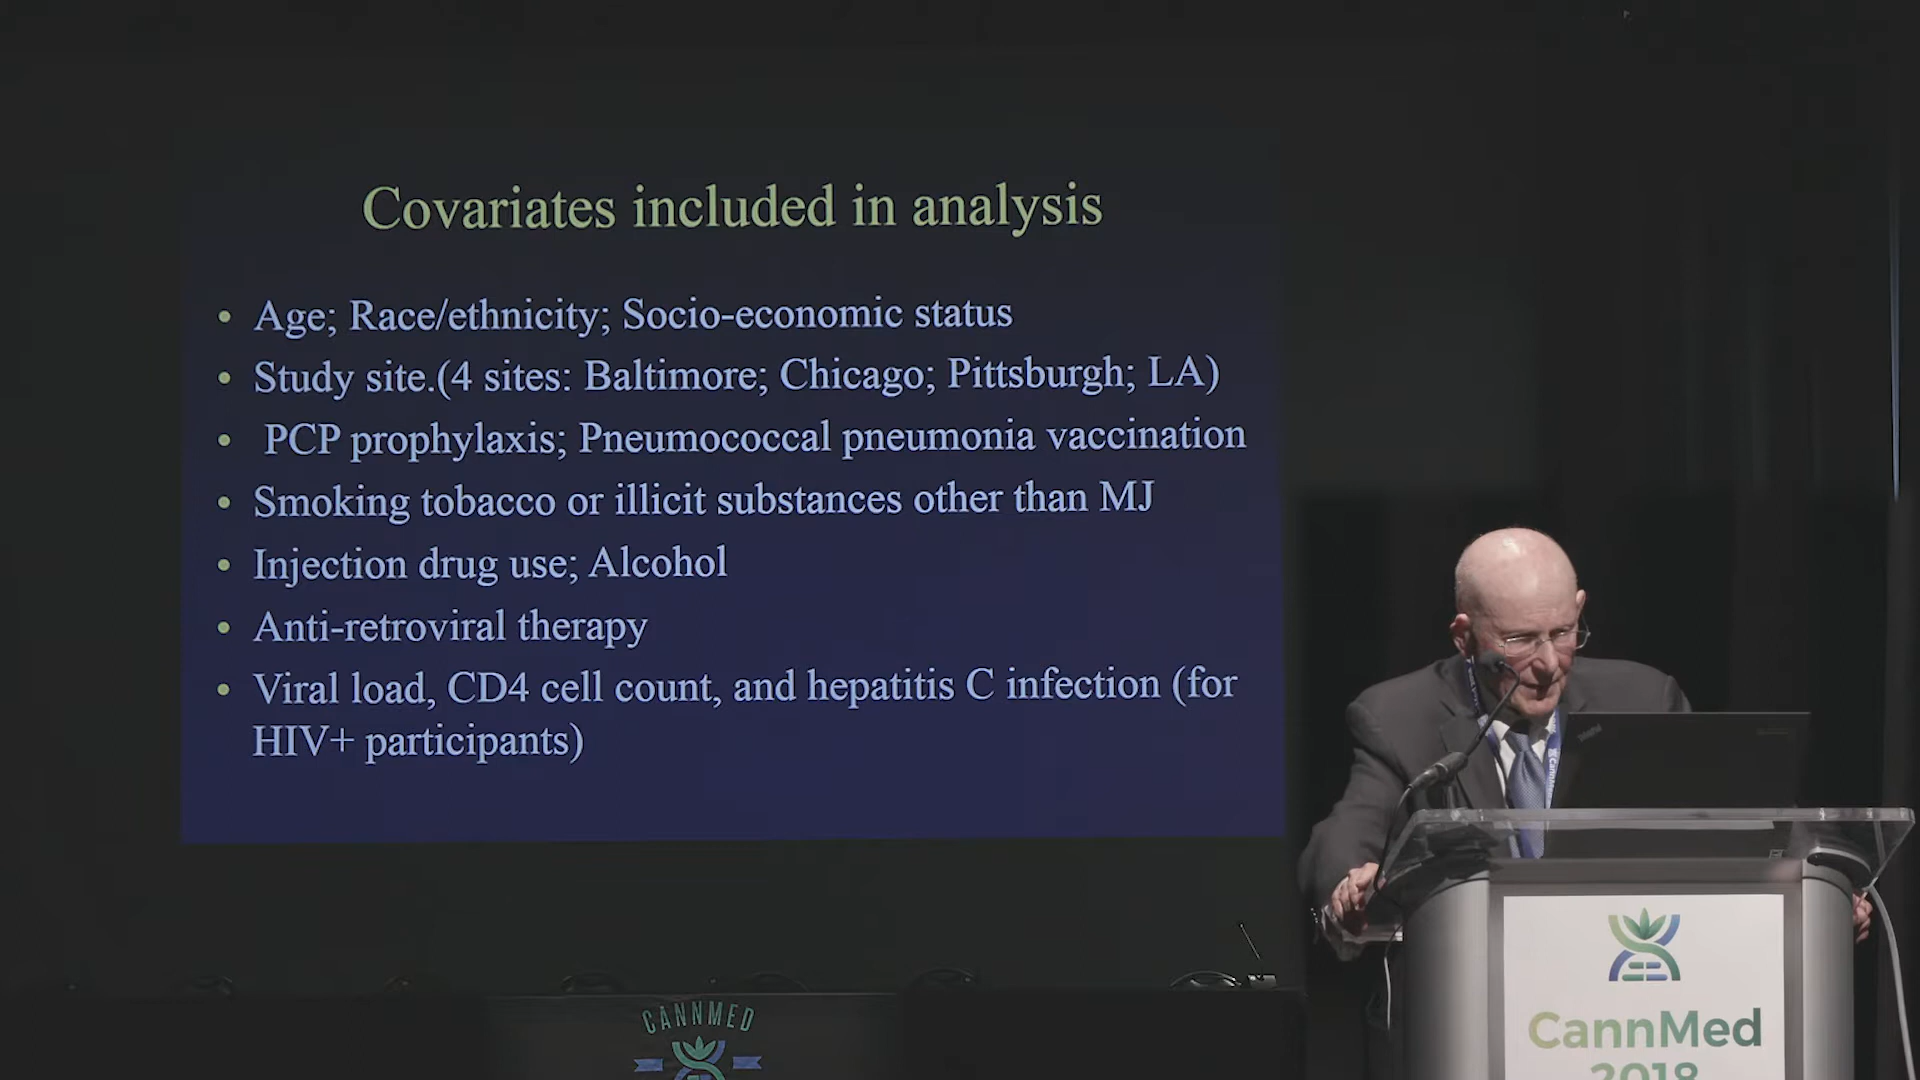 Covariates included in analysis
• Age; Race/ethnicity; Socio-economic status
• Study site.(4 sites: Baltimore; Chicago; Pittsburgh; LA)
• PCP prophylaxis; Pneumococcal pneumonia vaccination
• Smoking tobacco or illicit substances other than MJ
• Injection drug use; Alcohol
• Anti-retroviral therapy
• Viral load, CD4 cell count, and hepatitis C infection (for
HIV+ participants)
ThinkPad
CANNMED
CannMed
2018